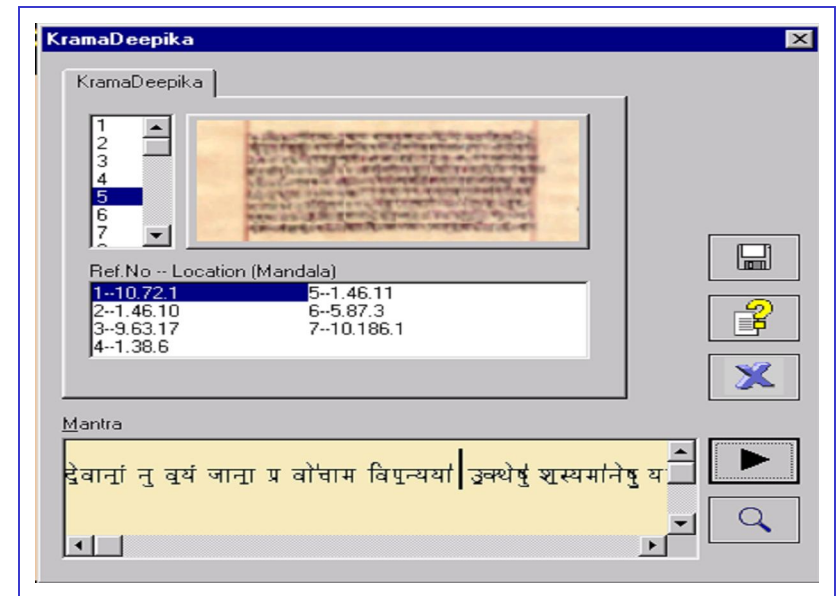 KramaDeepika
KramaDeepika
1
2
3
4
5
6
7
Ref.No -- Location (Mandala)
1--10.72.1 5--1.46.11
2--1.46.10 6--5.87.3
3--9.63.17 7--10.186.1
4--1.38.6
Mantra
दे॒वानां॒ नु व॒यं जाना॒ प्र वो॑चाम विप॒न्यया॑ | उ॒क्थेषु॑ श॒स्यमा॑नेषु॒ य